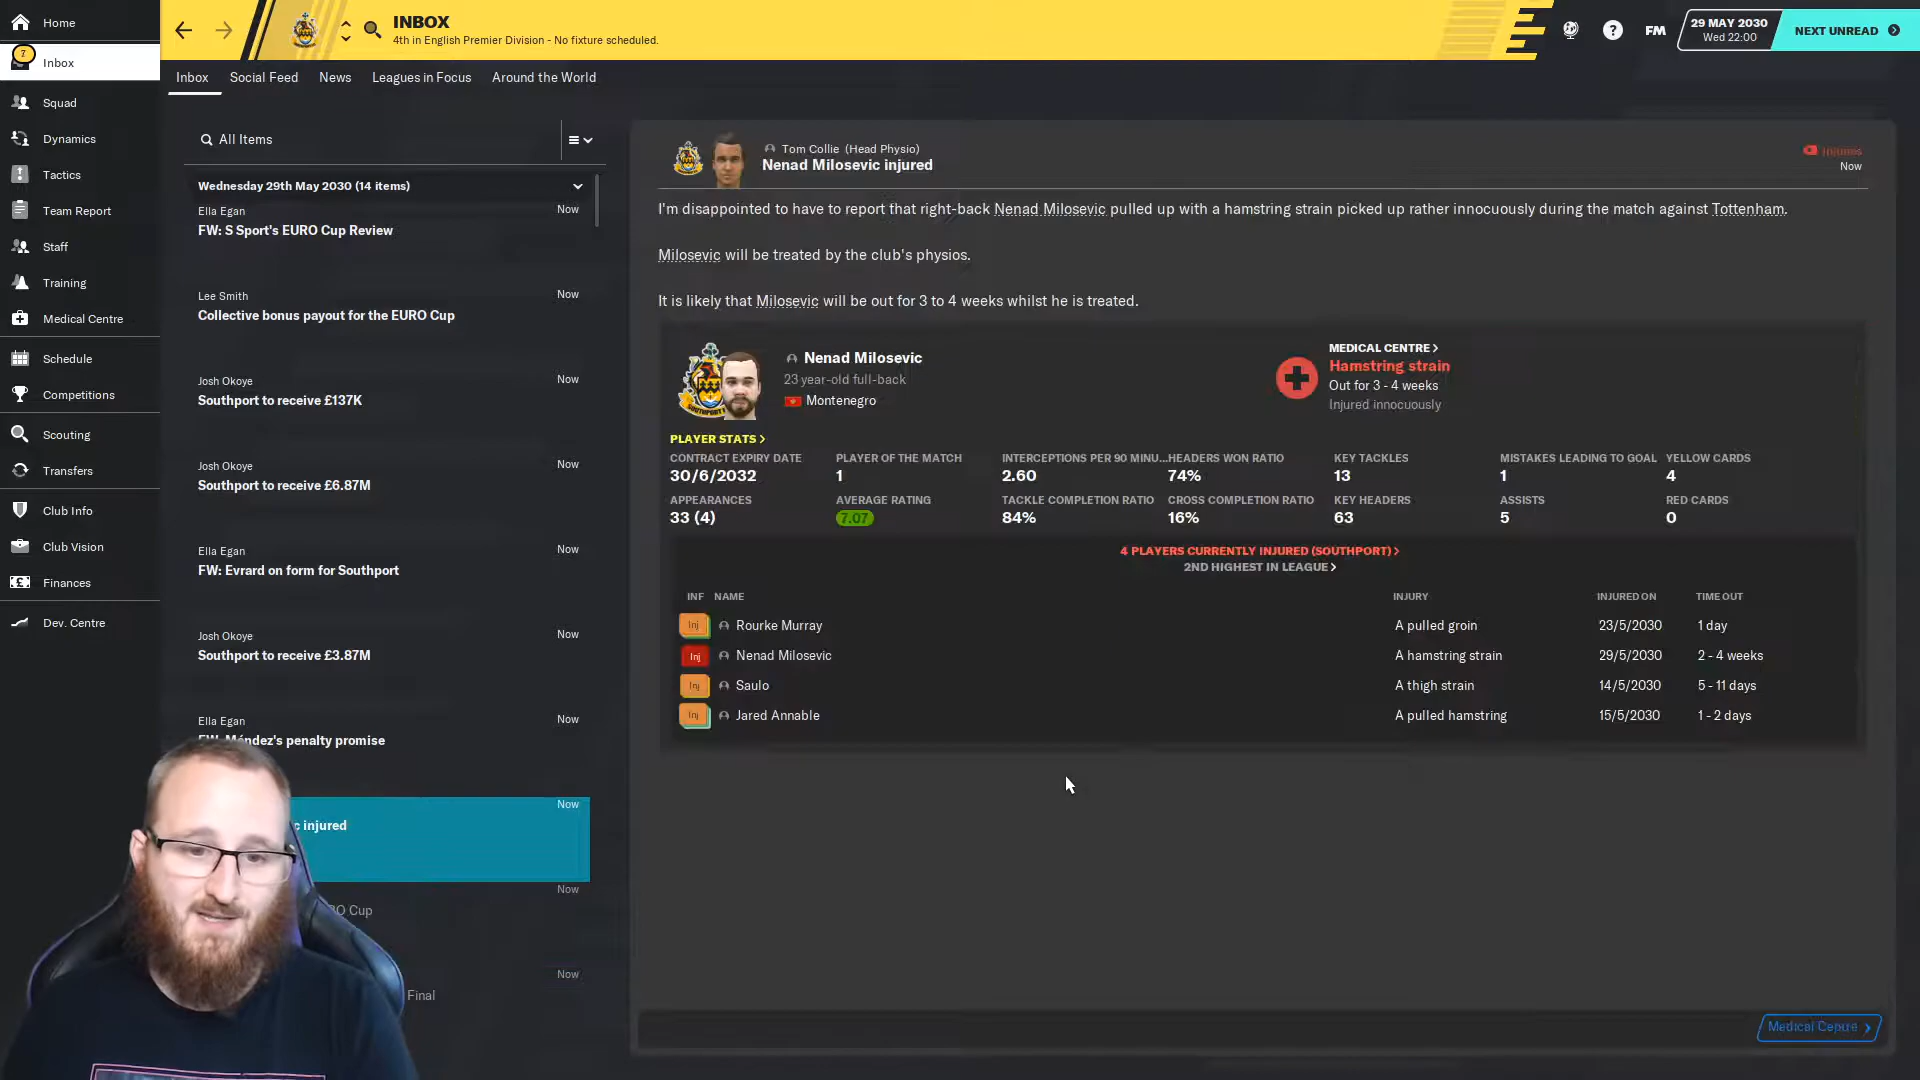 Home
Inbox
7
Squad
Dynamics
Tactics
Team Report
Staff
Training
Medical Centre
Schedule
Competitions
Scouting
Transfers
Club Info
Club Vision
Finances
Dev. Centre
INBOX
4th in English Premier Division - No fixture scheduled.
FM
29 MAY 2030
Wed 22:00
NEXT UNREAD
Inbox
Social Feed
News
Leagues in Focus
Around the World
All Items
Wednesday 29th May 2030 (14 items)
Ella Egan
Now
FW: S Sport's EURO Cup Review
Lee Smith
Now
Collective bonus payout for the EURO Cup
Josh Okoye
Now
Southport to receive £137K
Josh Okoye
Now
Southport to receive £6.87M
Ella Egan
Now
FW: Evrard on form for Southport
Josh Okoye
Now
Southport to receive £3.87M
Ella Egan
Now
FW: Méndez's penalty promise
Now
c injured
Now
RO Cup
Now
Final
Tom Collie (Head Physio)
Nenad Milosevic injured
Injuries
Now
I'm disappointed to have to report that right-back Nenad Milosevic pulled up with a hamstring strain picked up rather innocuously during the match against Tottenham.
Milosevic will be treated by the club's physios.
It is likely that Milosevic will be out for 3 to 4 weeks whilst he is treated.
SOUTHPORT
Nenad Milosevic
23 year-old full-back
Montenegro
MEDICAL CENTRE >
Hamstring strain
Out for 3 - 4 weeks
Injured innocuously
PLAYER STATS >
CONTRACT EXPIRY DATE PLAYER OF THE MATCH INTERCEPTIONS PER 90 MINU... HEADERS WON RATIO KEY TACKLES MISTAKES LEADING TO GOAL YELLOW CARDS
30/6/2032 1 2.60 74% 13 1 4
APPEARANCES AVERAGE RATING TACKLE COMPLETION RATIO CROSS COMPLETION RATIO KEY HEADERS ASSISTS RED CARDS
33 (4) 7.07 84% 16% 63 5 0
4 PLAYERS CURRENTLY INJURED (SOUTHPORT) >
2ND HIGHEST IN LEAGUE >
INF NAME INJURY INJURED ON TIME OUT
Inj Rourke Murray A pulled groin 23/5/2030 1 day
Inj Nenad Milosevic A hamstring strain 29/5/2030 2 - 4 weeks
Inj Saulo A thigh strain 14/5/2030 5 - 11 days
Inj Jared Annable A pulled hamstring 15/5/2030 1 - 2 days
Medical Centre >